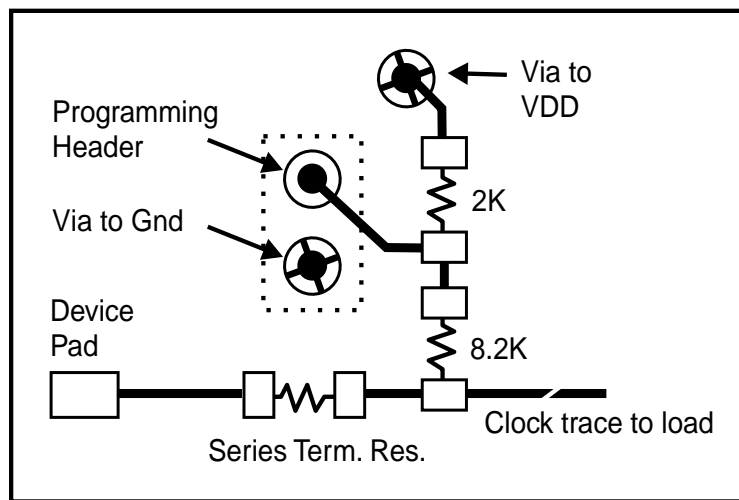 Via to
VDD
Programming
Header
2K
Via to Gnd
Device
Pad
8.2K
Clock trace to load
Series Term. Res.